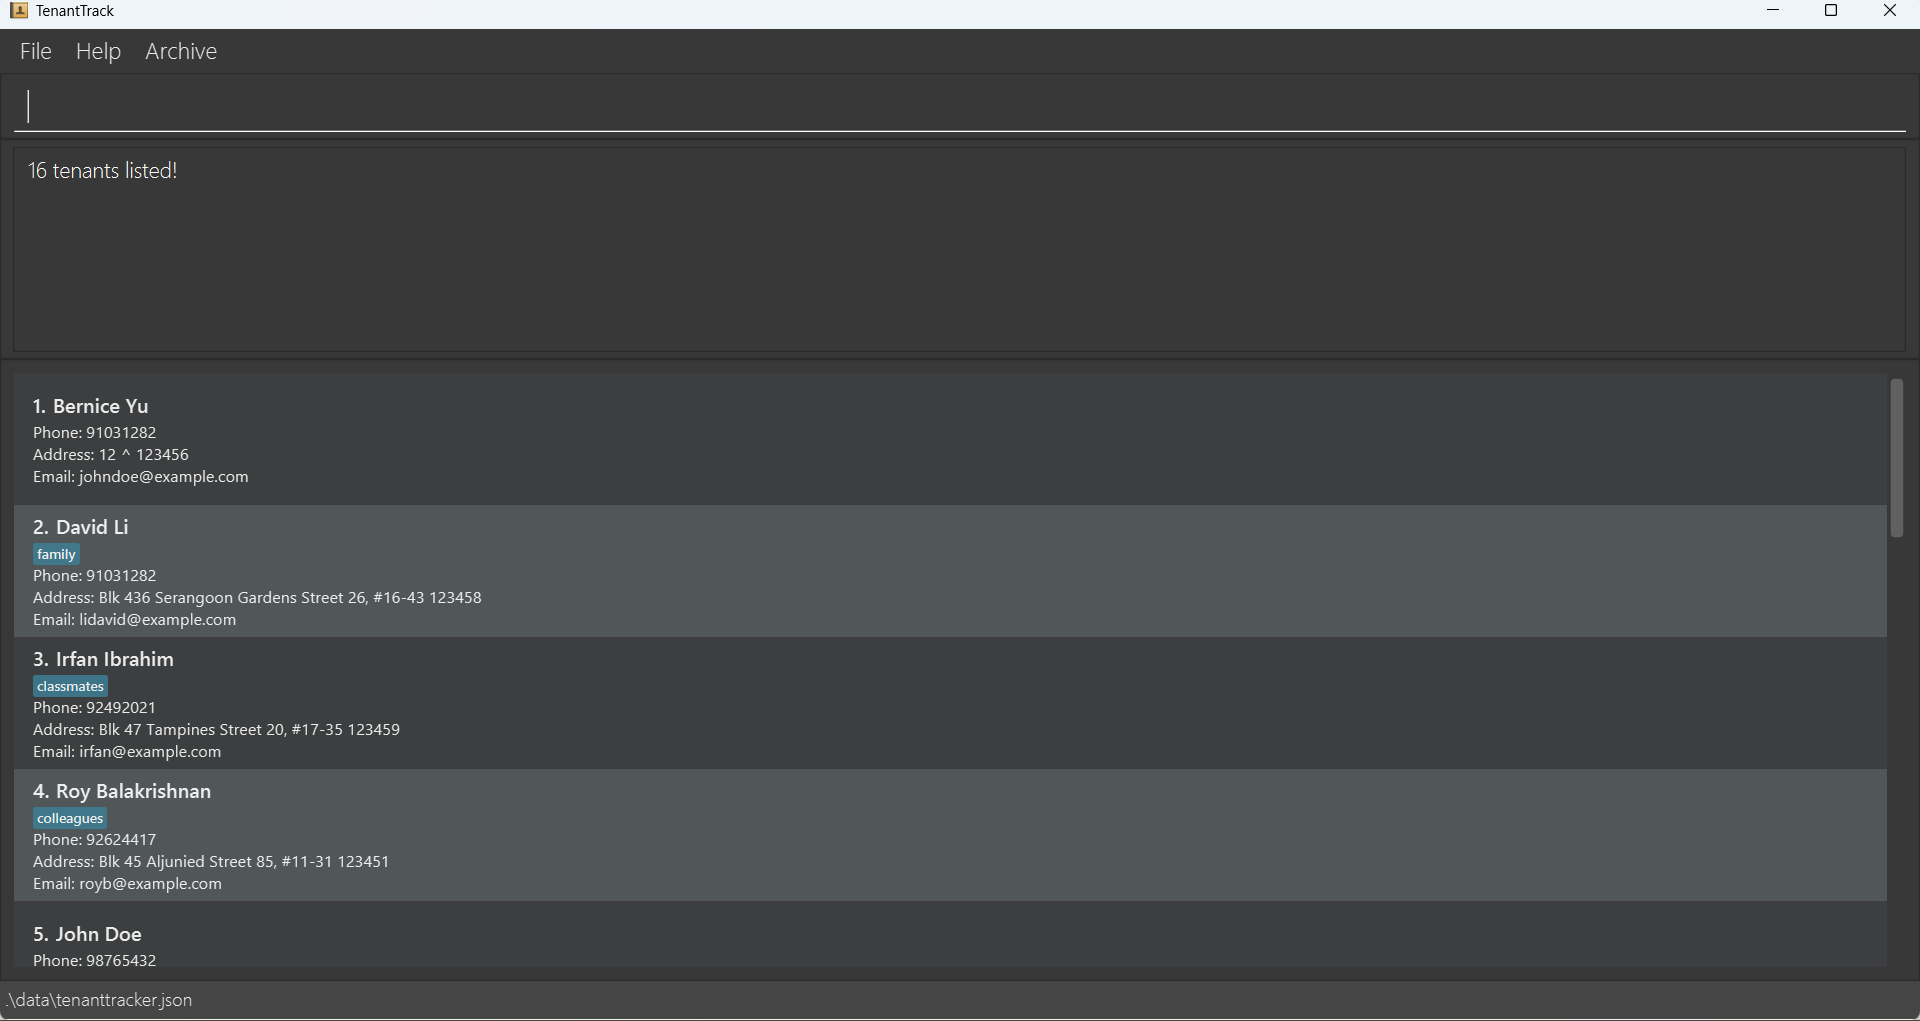 TenantTrack
File Help Archive
16 tenants listed!
1. Bernice Yu
Phone: 91031282
Address: 12 ^ 123456
Email: johndoe@example.com
2. David Li
family
Phone: 91031282
Address: Blk 436 Serangoon Gardens Street 26, #16-43 123458
Email: lidavid@example.com
3. Irfan Ibrahim
classmates
Phone: 92492021
Address: Blk 47 Tampines Street 20, #17-35 123459
Email: irfan@example.com
4. Roy Balakrishnan
colleagues
Phone: 92624417
Address: Blk 45 Aljunied Street 85, #11-31 123451
Email: royb@example.com
5. John Doe
Phone: 98765432
.\data\tenanttracker.json